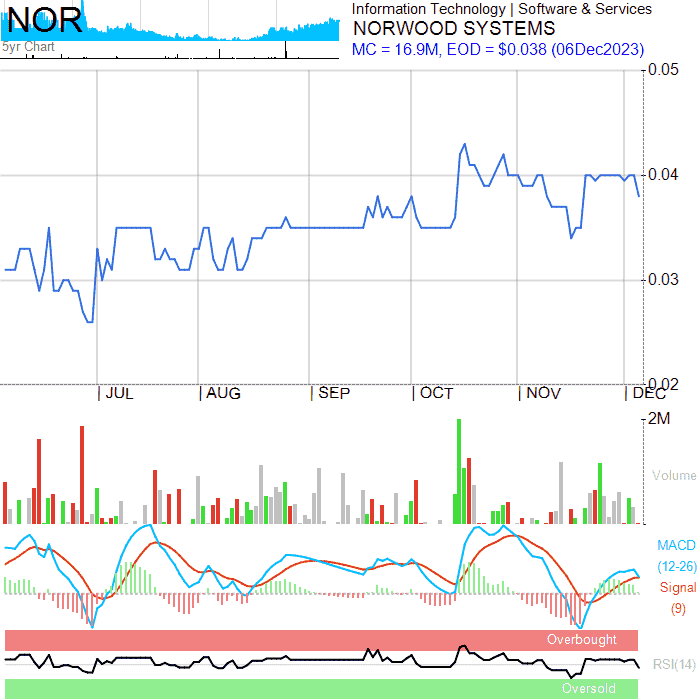 NOR
Information Technology | Software & Services
NORWOOD SYSTEMS
5yr Chart
MC = 16.9M, EOD = $0.038 (06Dec2023)
0.05
0.04
0.03
0.02
| JUL | AUG | SEP | OCT | NOV | DEC
2M
Volume
MACD
(12-26)
Signal
(9)
Overbought
RSI(14)
Oversold